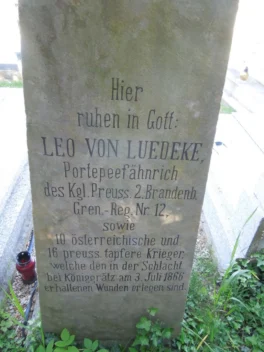 Hier
ruhen in Gott:
LEO VON LUEDEKE,
Portepeefähnrich
des Kgl. Preuss. 2. Brandenb.
Gren.-Reg. Nr. 12.
sowie
10 österreichische und
16 preuss. tapfere Krieger,
welche den in der Schlacht
bei Königgrätz am 3. Juli 1866
erhaltenen Wunden erlegen sind.